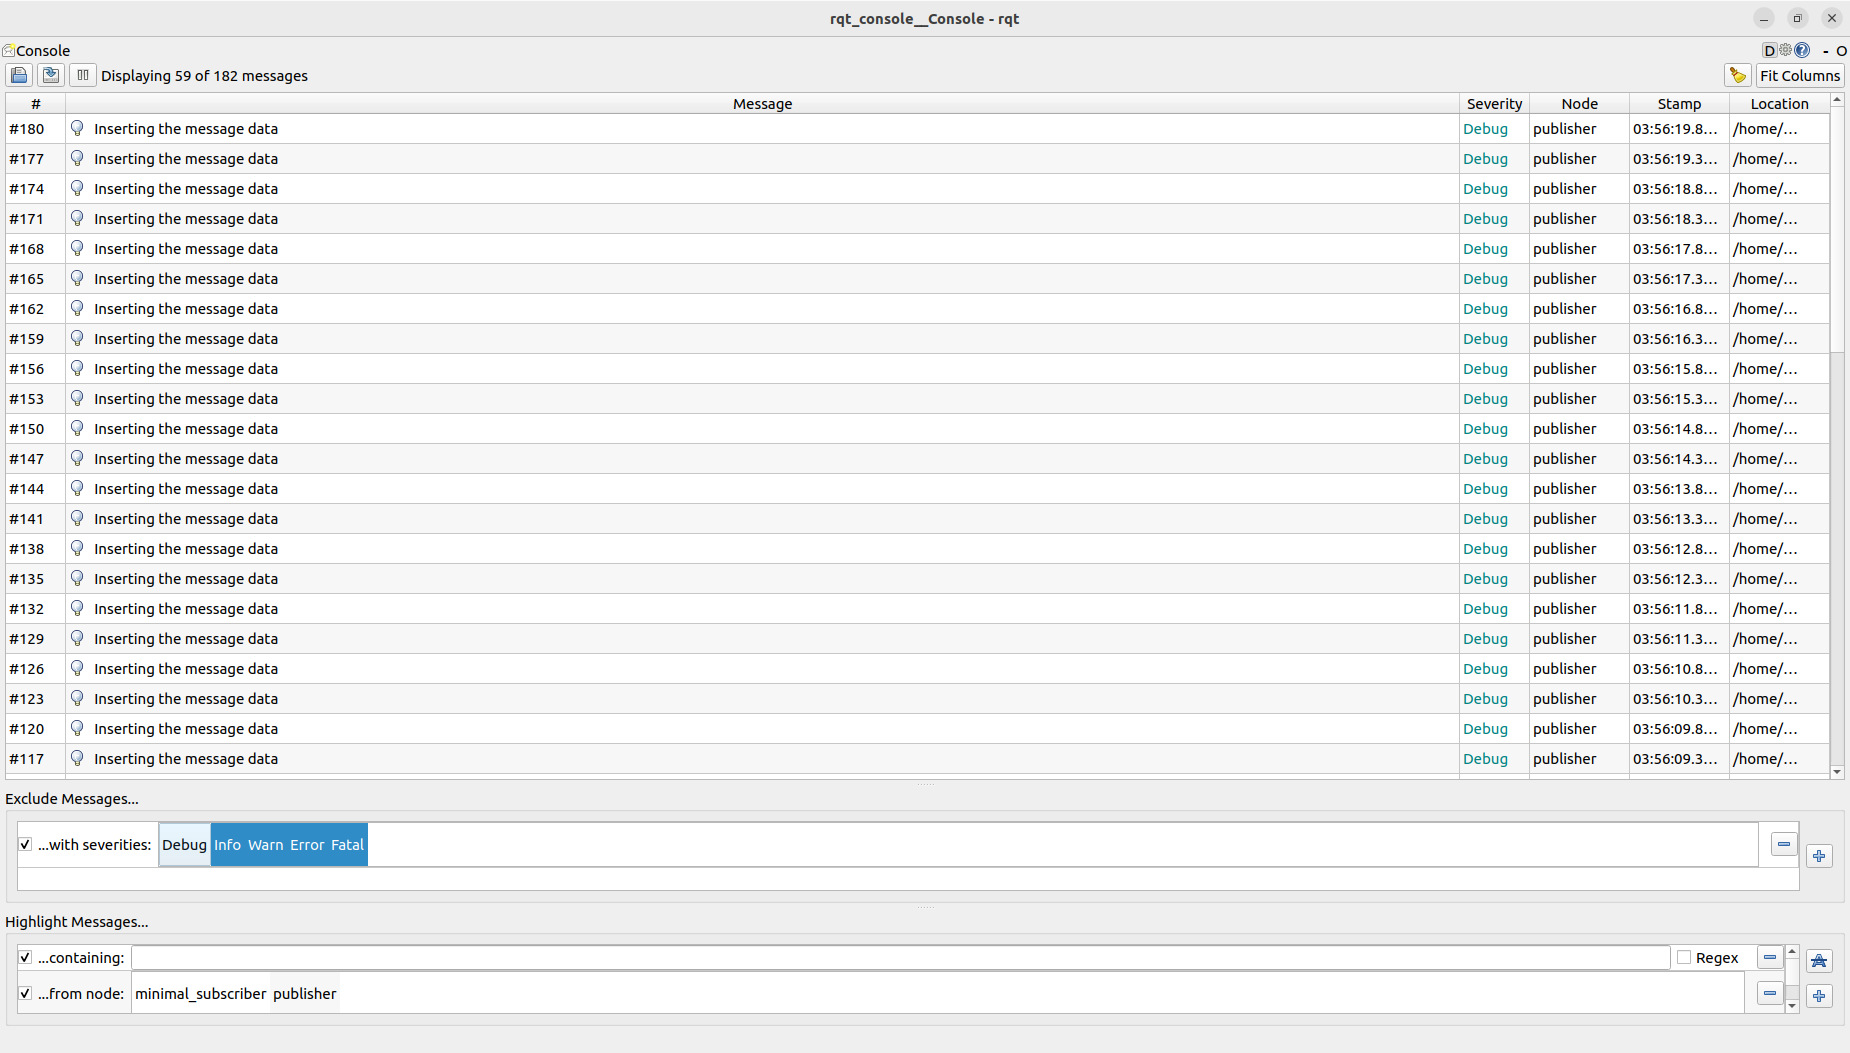 rqt_console__Console - rqt
Console D - O
Displaying 59 of 182 messages Fit Columns
# Message Severity Node Stamp Location
#180 Inserting the message data Debug publisher 03:56:19.8... /home/...
#177 Inserting the message data Debug publisher 03:56:19.3... /home/...
#174 Inserting the message data Debug publisher 03:56:18.8... /home/...
#171 Inserting the message data Debug publisher 03:56:18.3... /home/...
#168 Inserting the message data Debug publisher 03:56:17.8... /home/...
#165 Inserting the message data Debug publisher 03:56:17.3... /home/...
#162 Inserting the message data Debug publisher 03:56:16.8... /home/...
#159 Inserting the message data Debug publisher 03:56:16.3... /home/...
#156 Inserting the message data Debug publisher 03:56:15.8... /home/...
#153 Inserting the message data Debug publisher 03:56:15.3... /home/...
#150 Inserting the message data Debug publisher 03:56:14.8... /home/...
#147 Inserting the message data Debug publisher 03:56:14.3... /home/...
#144 Inserting the message data Debug publisher 03:56:13.8... /home/...
#141 Inserting the message data Debug publisher 03:56:13.3... /home/...
#138 Inserting the message data Debug publisher 03:56:12.8... /home/...
#135 Inserting the message data Debug publisher 03:56:12.3... /home/...
#132 Inserting the message data Debug publisher 03:56:11.8... /home/...
#129 Inserting the message data Debug publisher 03:56:11.3... /home/...
#126 Inserting the message data Debug publisher 03:56:10.8... /home/...
#123 Inserting the message data Debug publisher 03:56:10.3... /home/...
#120 Inserting the message data Debug publisher 03:56:09.8... /home/...
#117 Inserting the message data Debug publisher 03:56:09.3... /home/...
Exclude Messages...
...with severities: Debug Info Warn Error Fatal
Highlight Messages...
...containing: Regex
...from node: minimal_subscriber publisher